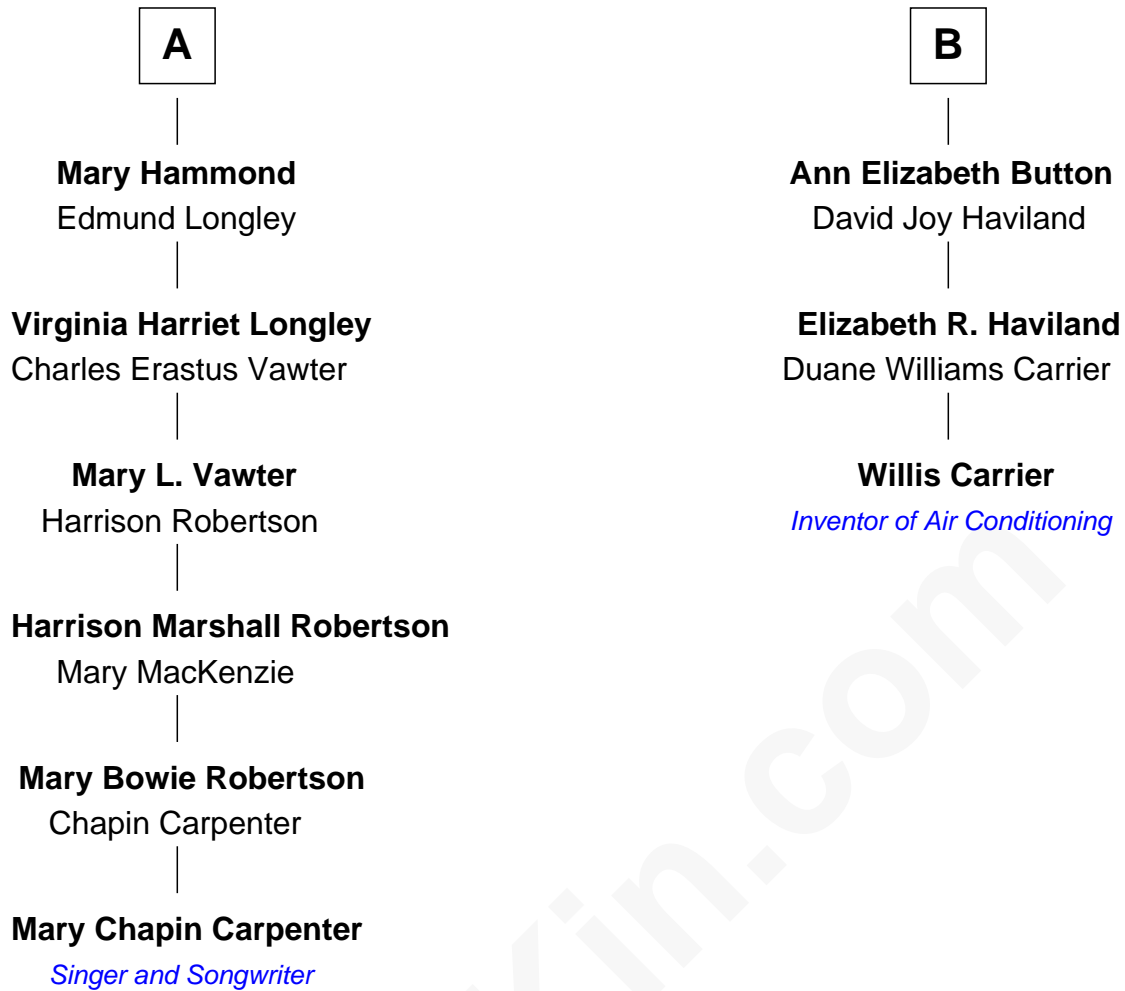 A
Mary Hammond
Edmund Longley
Virginia Harriet Longley
Charles Erastus Vawter
Mary L. Vawter
Harrison Robertson
Harrison Marshall Robertson
Mary MacKenzie
Mary Bowie Robertson
Chapin Carpenter
Mary Chapin Carpenter
Singer and Songwriter
B
Ann Elizabeth Button
David Joy Haviland
Elizabeth R. Haviland
Duane Williams Carrier
Willis Carrier
Inventor of Air Conditioning
Kin.com